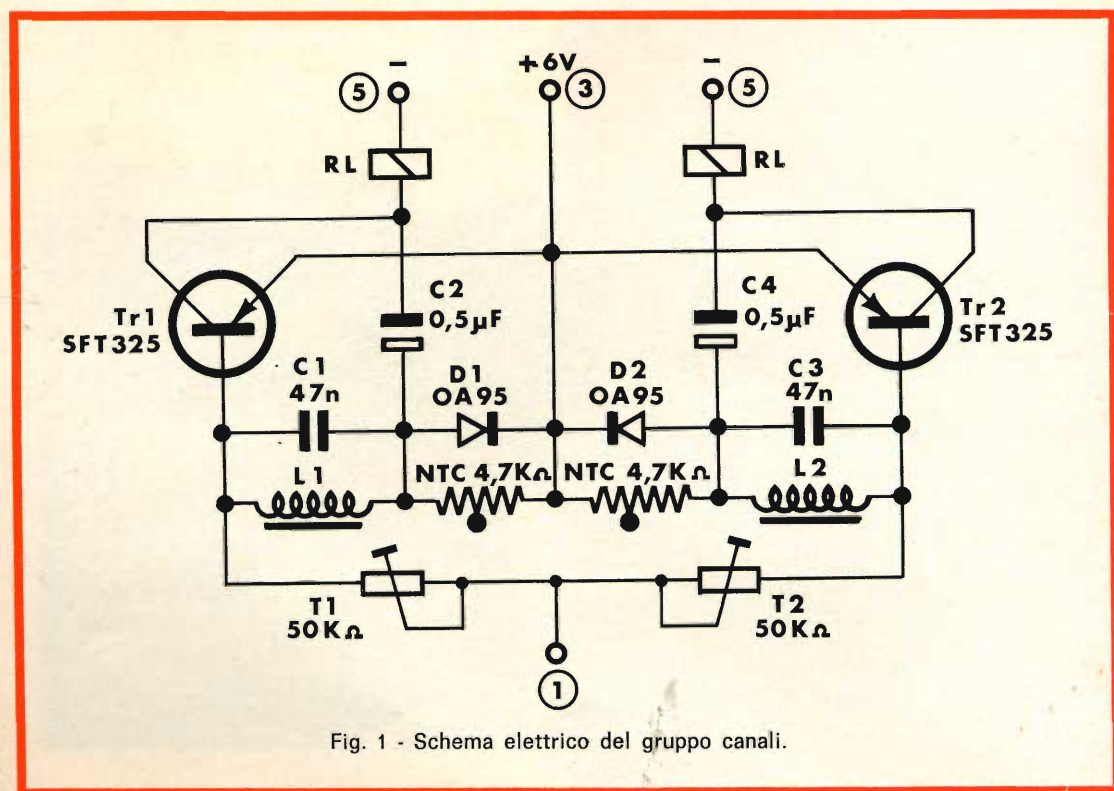 -
+6V
-
5
3
5
RL
RL
C2
0,5µF
C4
0,5µF
Tr1
SFT325
Tr2
SFT325
C1
47n
D1
OA95
D2
OA95
C3
47n
L1
NTC 4,7KΩ
NTC 4,7KΩ
L2
T1
50KΩ
T2
50KΩ
1
Fig. 1 - Schema elettrico del gruppo canali.